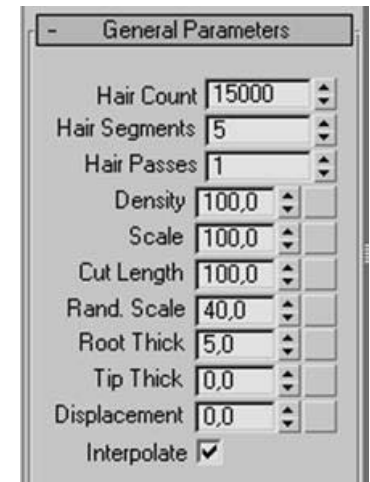 - General Parameters
Hair Count 15000
Hair Segments 5
Hair Passes 1
Density 100,0
Scale 100,0
Cut Length 100,0
Rand. Scale 40,0
Root Thick 5,0
Tip Thick 0,0
Displacement 0,0
Interpolate